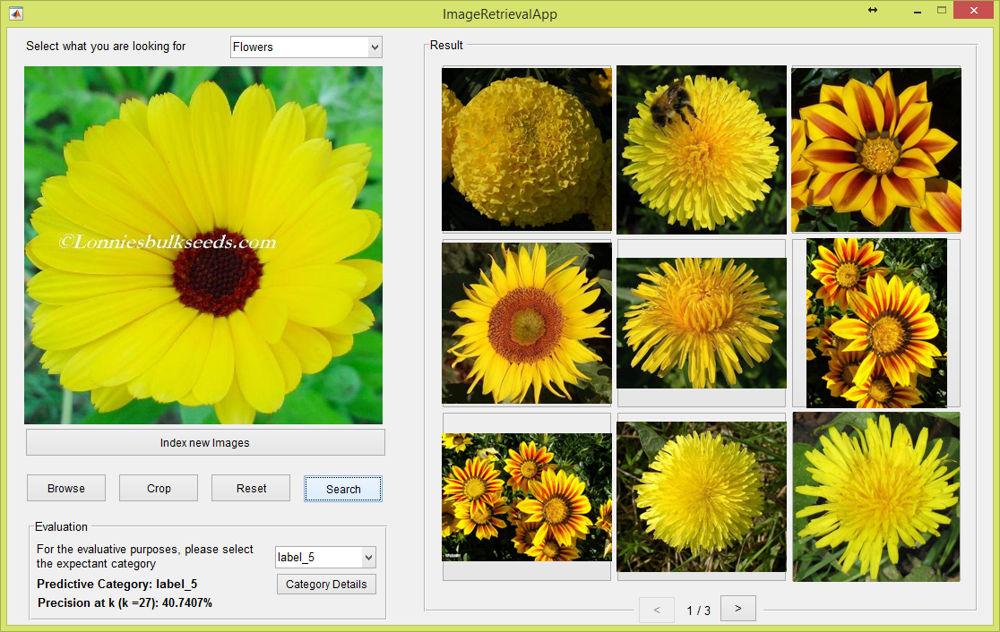 ImageRetrievalApp
Select what you are looking for
Flowers
©Lonniesbulkseeds.com
Index new Images
Browse
Crop
Reset
Search
Evaluation
For the evaluative purposes, please select
the expectant category
label_5
Predictive Category: label_5
Category Details
Precision at k (k =27): 40.7407%
Result
<
1 / 3
>